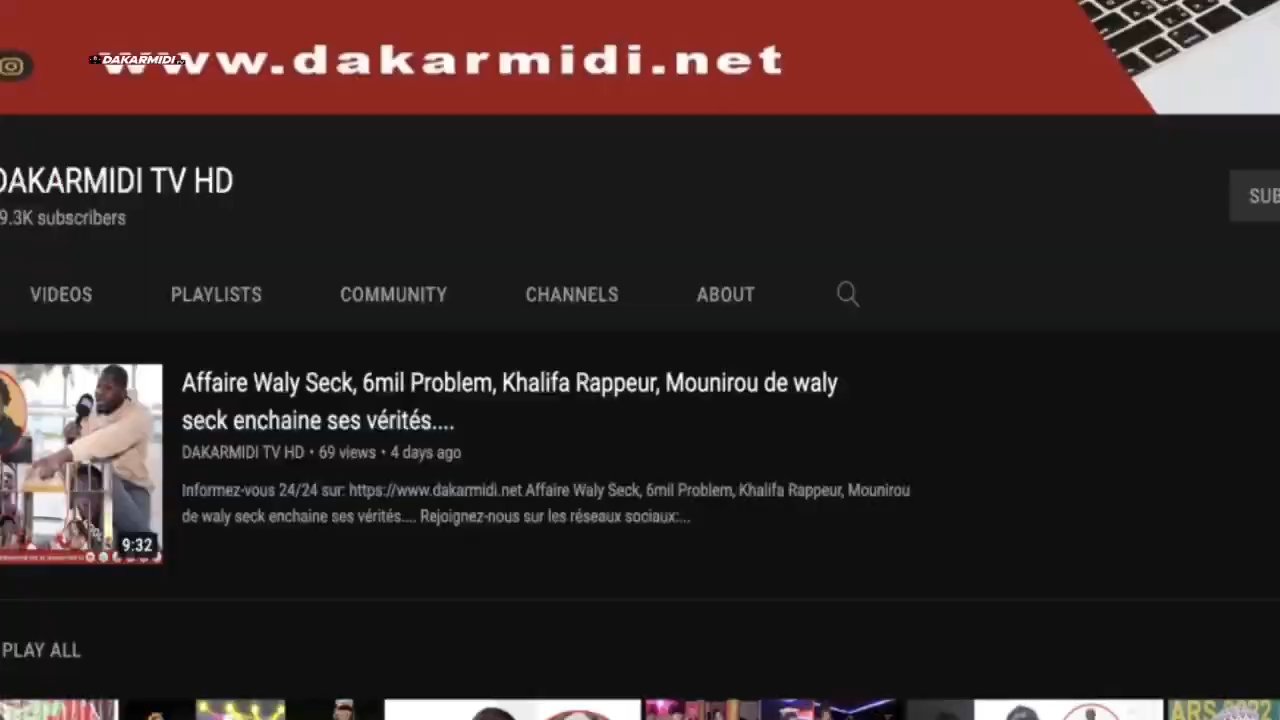 www.dakarmidi.net
DAKARMIDI
DAKARMIDI TV HD
9.3K subscribers
SUB
VIDEOS
PLAYLISTS
COMMUNITY
CHANNELS
ABOUT
Affaire Waly Seck, 6mil Problem, Khalifa Rappeur, Mounirou de waly
seck enchaine ses vérités....
DAKARMIDI TV HD • 69 views • 4 days ago
Informez-vous 24/24 sur: https://www.dakarmidi.net Affaire Waly Seck, 6mil Problem, Khalifa Rappeur, Mounirou
de waly seck enchaine ses vérités.... Rejoignez-nous sur les réseaux sociaux:...
9:32
PLAY ALL
ARS 2022